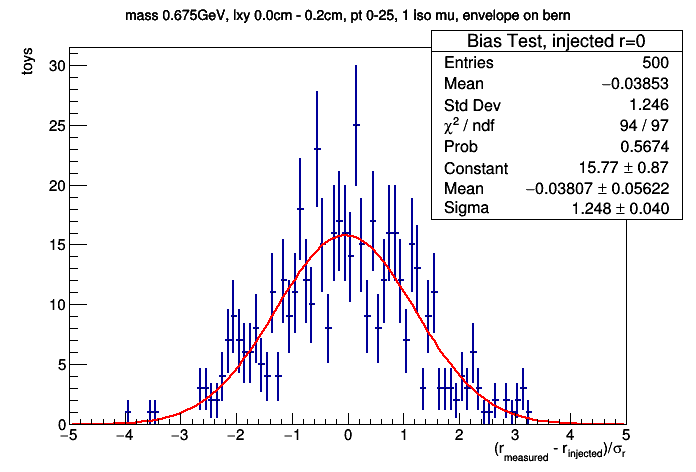 mass 0.675GeV, lxy 0.0cm - 0.2cm, pt 0-25, 1 Iso mu, envelope on bern
Bias Test, injected r=0
Entries 500
Mean −0.03853
Std Dev 1.246
χ² / ndf 94 / 97
Prob 0.5674
Constant 15.77 ± 0.87
Mean −0.03807 ± 0.05622
Sigma 1.248 ± 0.040
toys
30
25
20
15
10
5
0
−5 −4 −3 −2 −1 0 1 2 3 4 5
(r_measured - r_injected)/σ_r